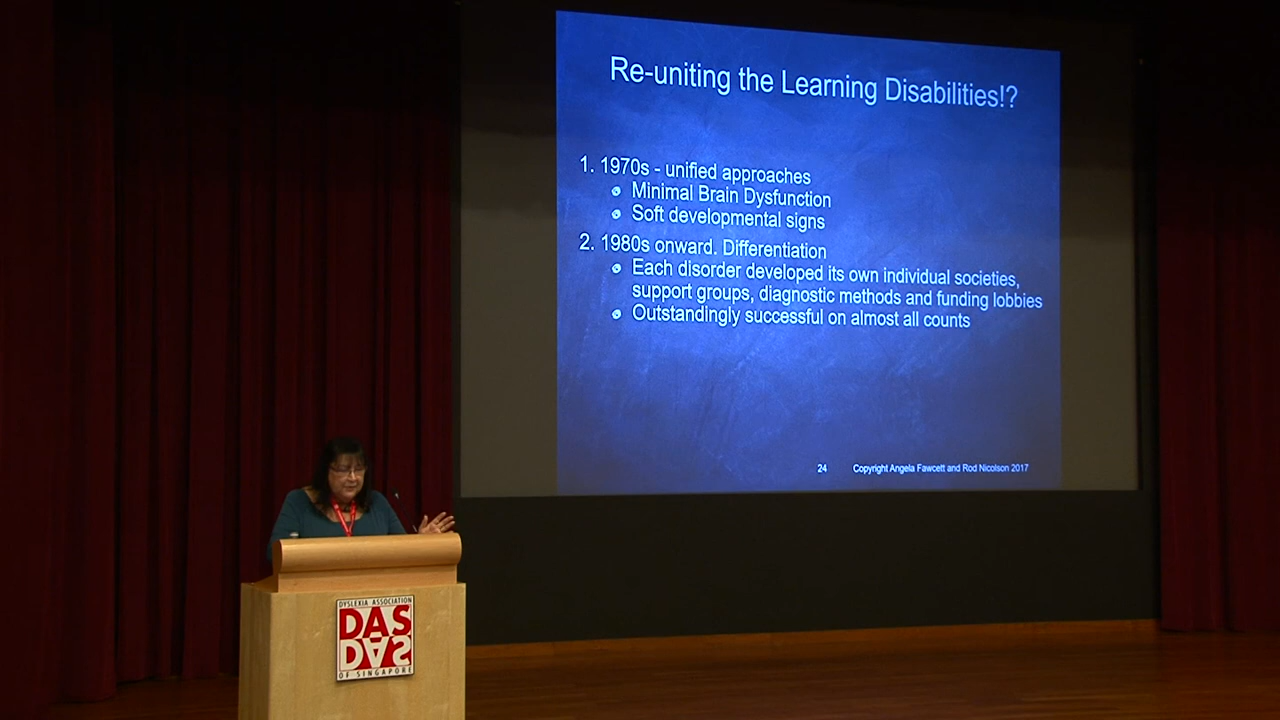 Re-uniting the Learning Disabilities!?
1. 1970s - unified approaches
Minimal Brain Dysfunction
Soft developmental signs
2. 1980s onward. Differentiation
Each disorder developed its own individual societies,
support groups, diagnostic methods and funding lobbies
Outstandingly successful on almost all counts
24 Copyright Angela Fawcett and Rod Nicolson 2017
DYSLEXIA ASSOCIATION
DAS
DAS
OF SINGAPORE